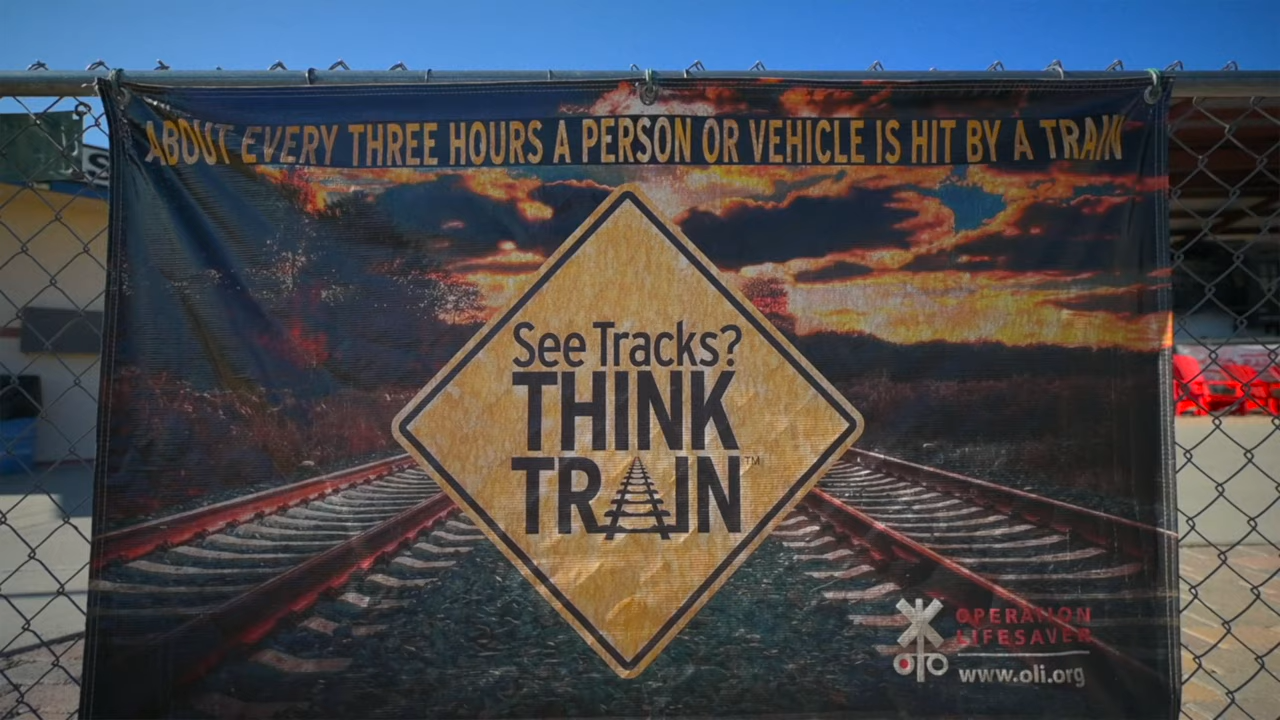 ABOUT EVERY THREE HOURS A PERSON OR VEHICLE IS HIT BY A TRAIN
See Tracks?
THINK
TRAIN™
OPERATION
LIFESAVER
www.oli.org